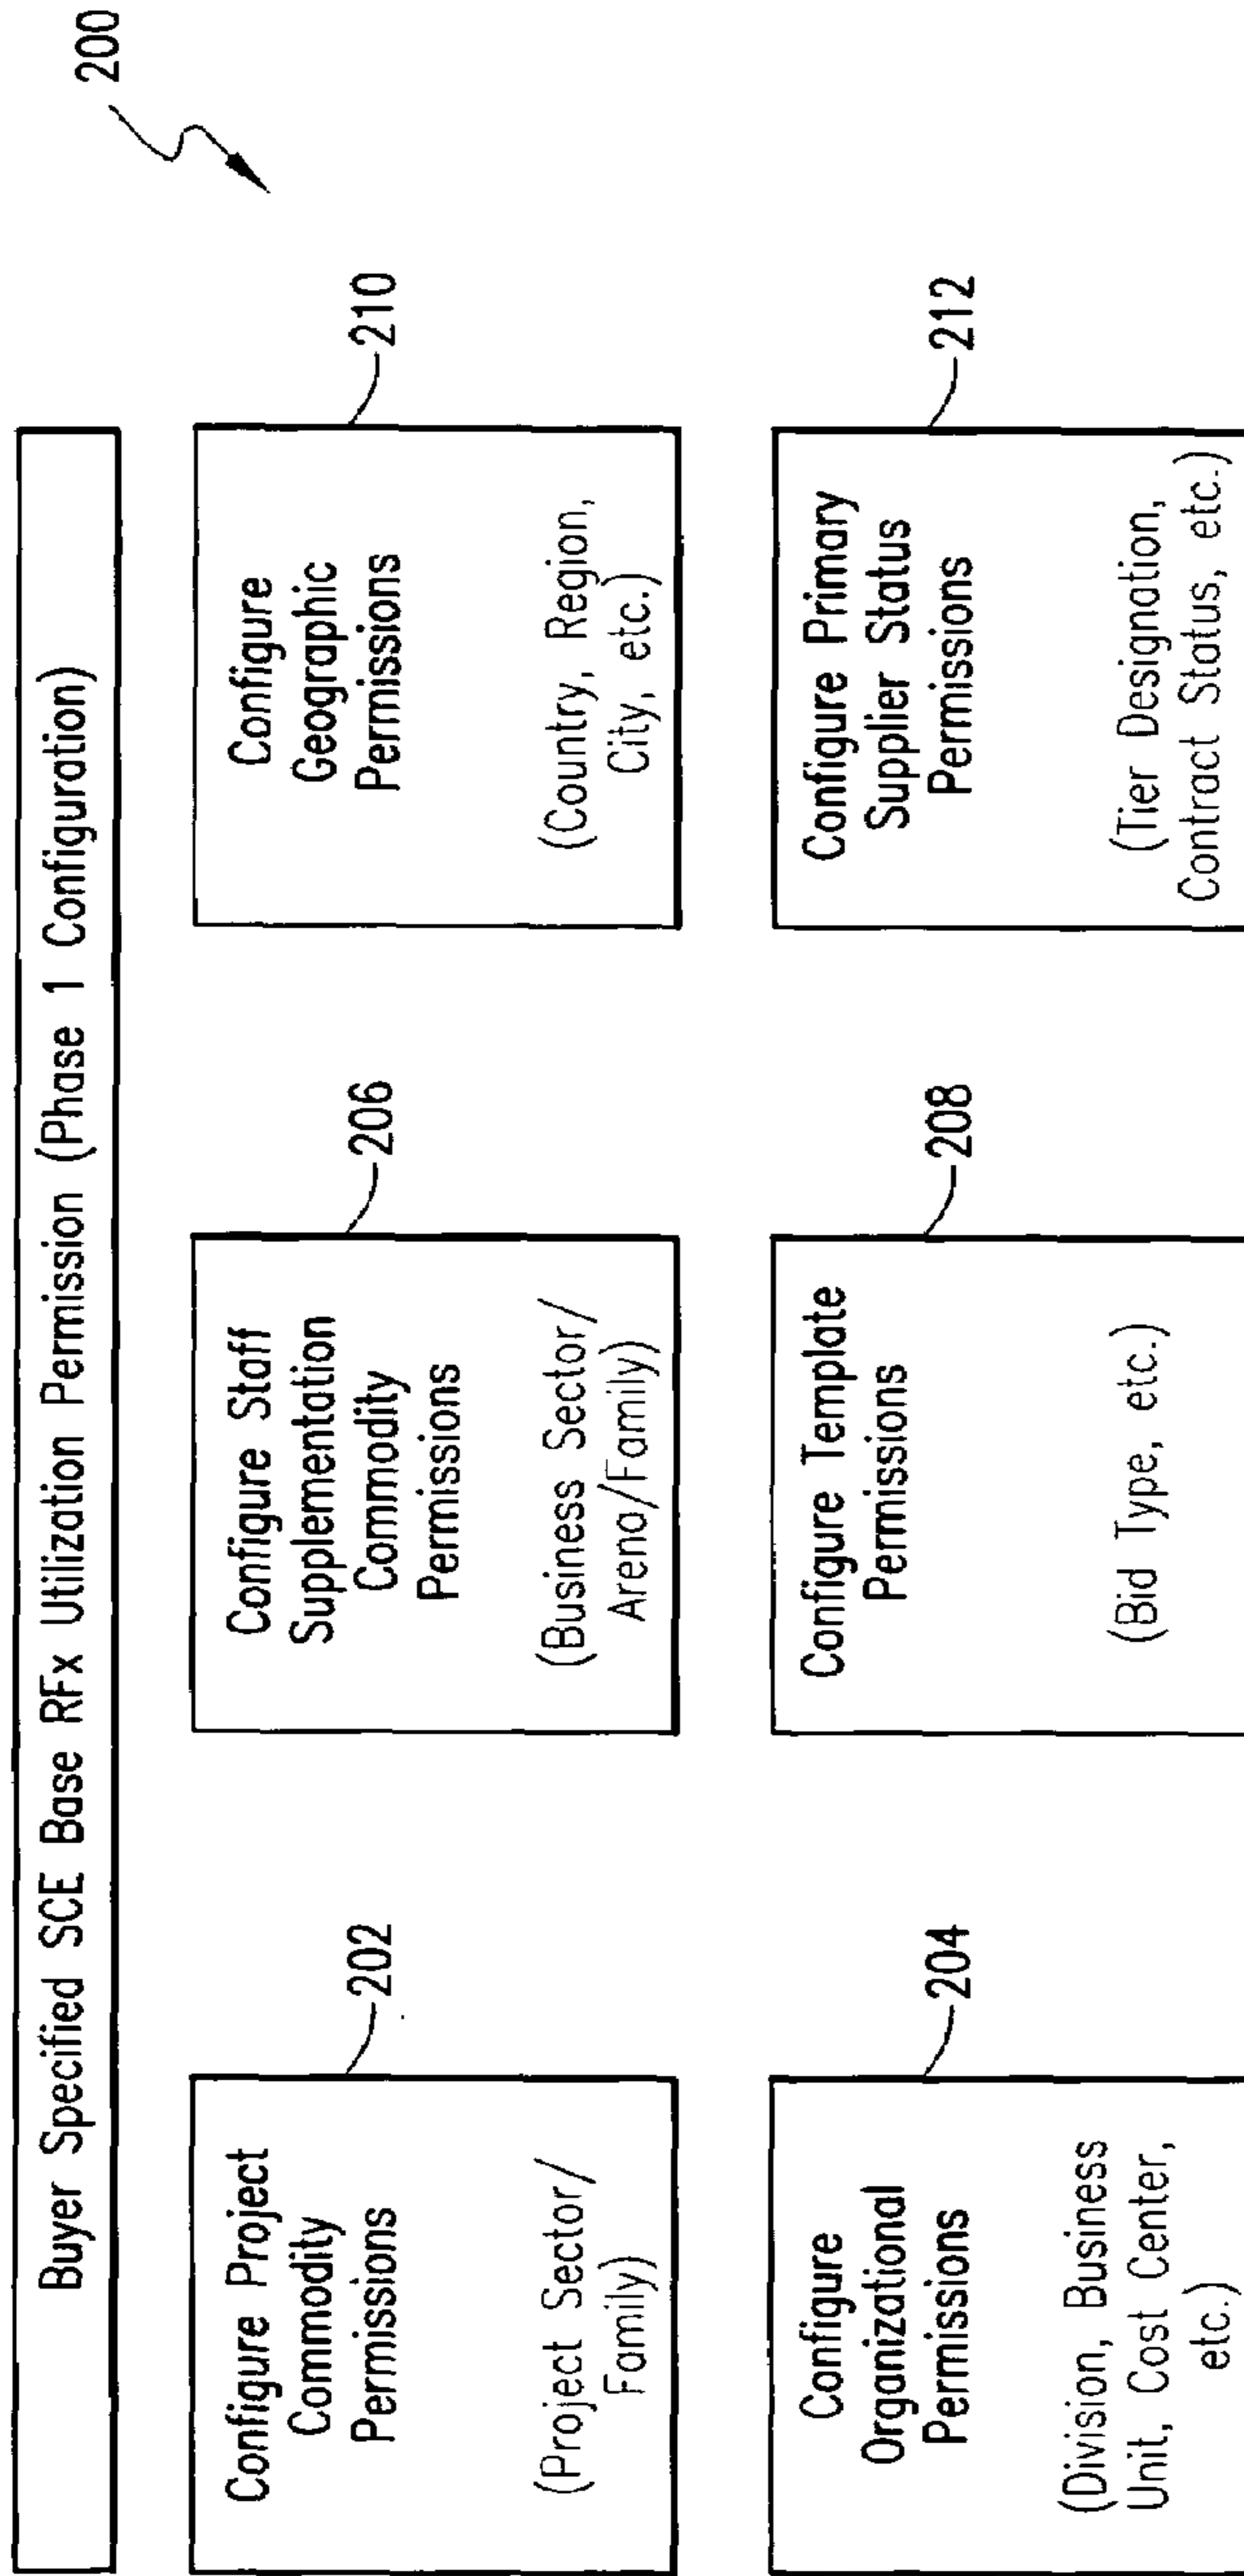 Buyer Specified SCE Base RFx Utilization Permission (Phase 1 Configuration)
200
Configure Project
Commodity
Permissions
(Project Sector/
Family)
202
Configure Staff
Supplementation
Commodity
Permissions
(Business Sector/
Arena/Family)
206
Configure
Geographic
Permissions
(Country, Region,
City, etc.)
210
Configure
Organizational
Permissions
(Division, Business
Unit, Cost Center,
etc.)
204
Configure Template
Permissions
(Bid Type, etc.)
208
Configure Primary
Supplier Status
Permissions
(Tier Designation,
Contract Status, etc.)
212